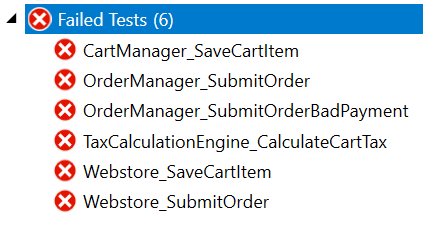 Failed Tests (6)
CartManager_SaveCartItem
OrderManager_SubmitOrder
OrderManager_SubmitOrderBadPayment
TaxCalculationEngine_CalculateCartTax
Webstore_SaveCartItem
Webstore_SubmitOrder